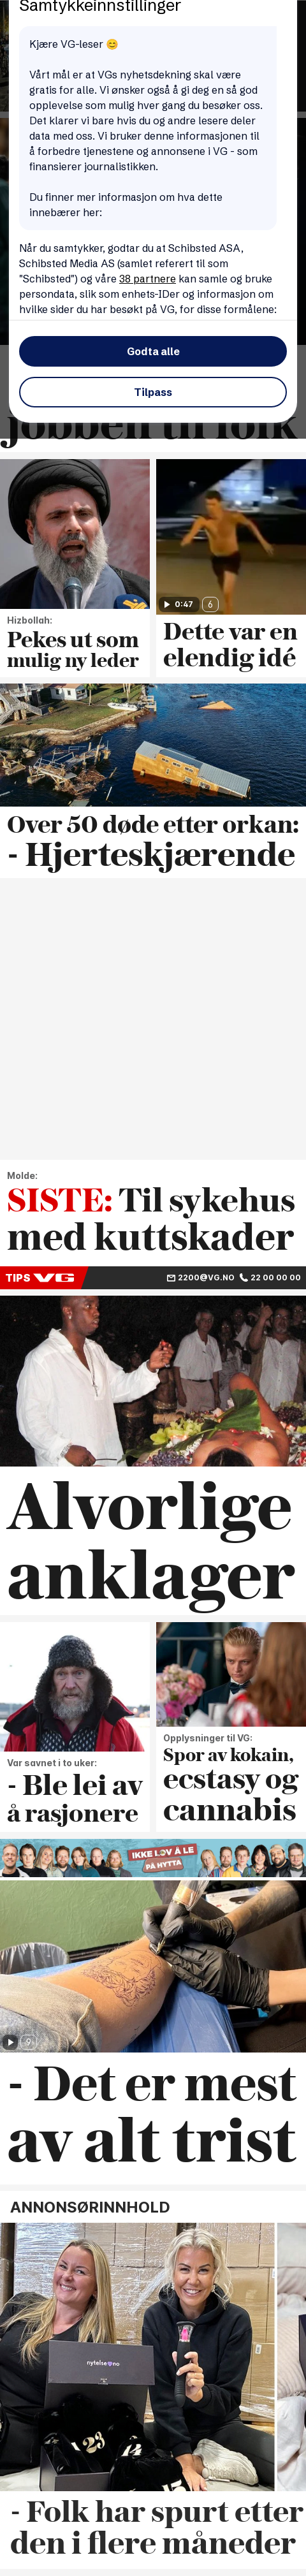 Samtykkeinnstillinger
Kjære VG-leser 😊
Vårt mål er at VGs nyhetsdekning skal være
gratis for alle. Vi ønsker også å gi deg en så god
opplevelse som mulig hver gang du besøker oss.
Det klarer vi bare hvis du og andre lesere deler
data med oss. Vi bruker denne informasjonen til
å forbedre tjenestene og annonsene i VG - som
finansierer journalistikken.
Du finner mer informasjon om hva dette
innebærer her:
Når du samtykker, godtar du at Schibsted ASA,
Schibsted Media AS (samlet referert til som
"Schibsted") og våre 38 partnere kan samle og bruke
persondata, slik som enhets-IDer og informasjon om
hvilke sider du har besøkt på VG, for disse formålene:
Godta alle
Tilpass
jobben til folk
Hizbollah:
Pekes ut som
mulig ny leder
0:47
6
Dette var en
elendig idé
Over 50 døde etter orkan:
- Hjerteskjærende
Molde:
SISTE: Til sykehus
med kuttskader
TIPS VG
2200@VG.NO 22 00 00 00
Alvorlige
anklager
Var savnet i to uker:
- Ble lei av
å rasjonere
Opplysninger til VG:
Spor av kokain,
ecstasy og
cannabis
IKKE LOV Å LE
PÅ HYTTA
- Det er mest
av alt trist
ANNONSØRINNHOLD
nytelse.no
- Folk har spurt etter
den i flere måneder